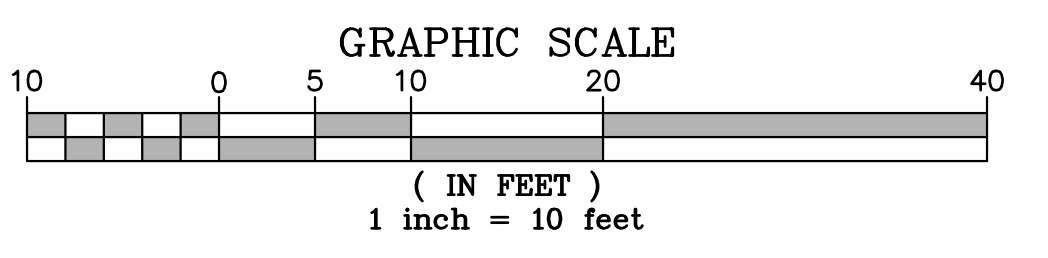 GRAPHIC SCALE
10 0 5 10 20 40
( IN FEET )
1 inch = 10 feet